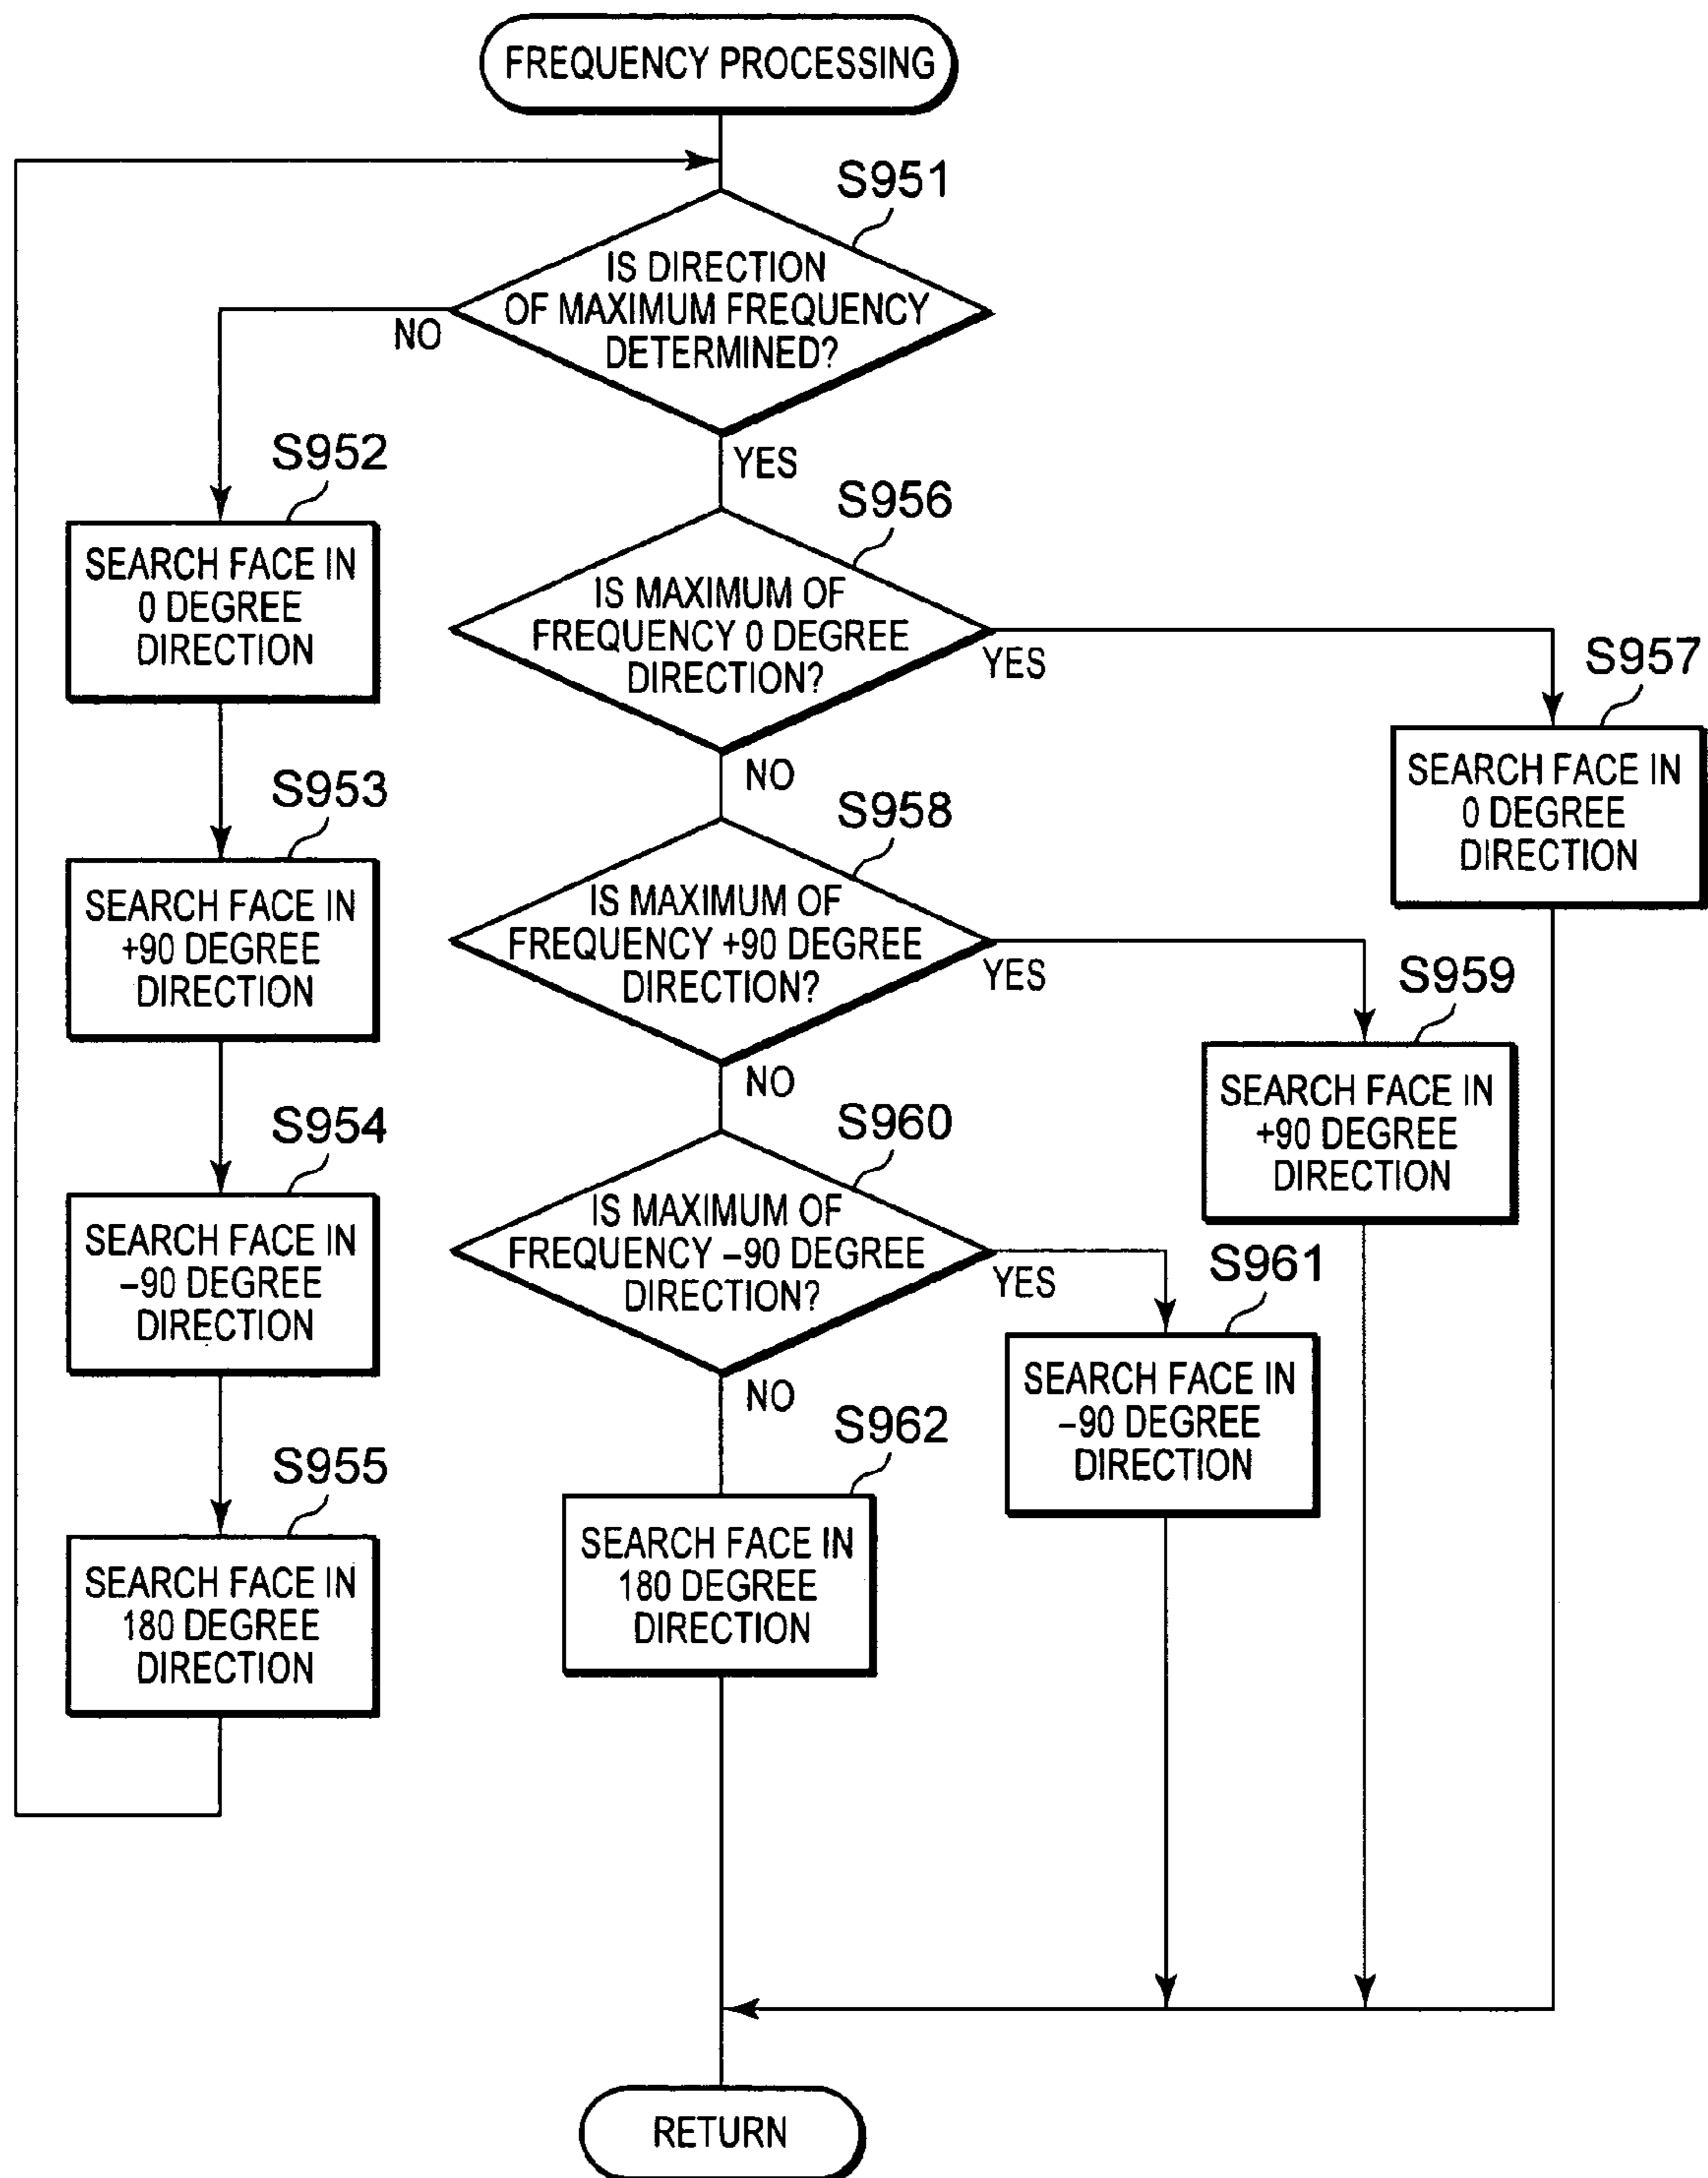 FREQUENCY PROCESSING
S951
IS DIRECTION
OF MAXIMUM FREQUENCY
DETERMINED?
NO
YES
S952
SEARCH FACE IN
0 DEGREE
DIRECTION
S956
IS MAXIMUM OF
FREQUENCY 0 DEGREE
DIRECTION?
YES
NO
S957
SEARCH FACE IN
0 DEGREE
DIRECTION
S953
SEARCH FACE IN
+90 DEGREE
DIRECTION
S958
IS MAXIMUM OF
FREQUENCY +90 DEGREE
DIRECTION?
YES
NO
S959
SEARCH FACE IN
+90 DEGREE
DIRECTION
S954
SEARCH FACE IN
–90 DEGREE
DIRECTION
S960
IS MAXIMUM OF
FREQUENCY –90 DEGREE
DIRECTION?
YES
NO
S961
SEARCH FACE IN
–90 DEGREE
DIRECTION
S955
SEARCH FACE IN
180 DEGREE
DIRECTION
S962
SEARCH FACE IN
180 DEGREE
DIRECTION
RETURN